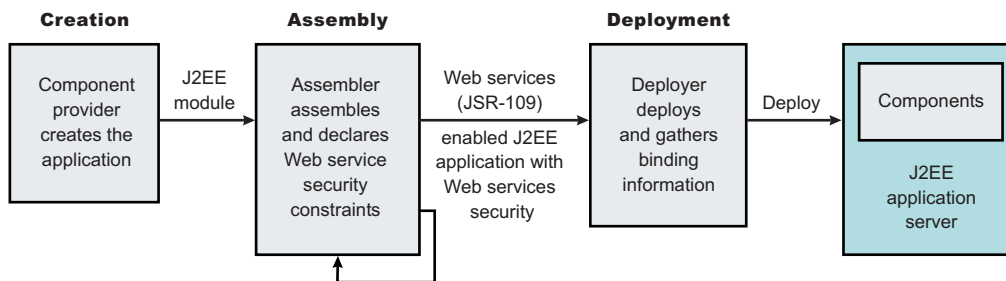 Creation
Component
provider
creates the
application
J2EE
module
Assembly
Assembler
assembles
and declares
Web service
security
constraints
Web services
(JSR-109)
enabled J2EE
application with
Web services
security
Deployment
Deployer
deploys
and gathers
binding
information
Deploy
Components
J2EE
application
server